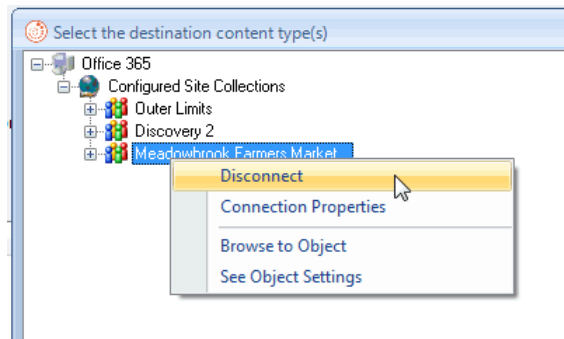 Select the destination content type(s)
Office 365
Configured Site Collections
Outer Limits
Discovery 2
Meadowbrook Farmers Market
Disconnect
Connection Properties
Browse to Object
See Object Settings